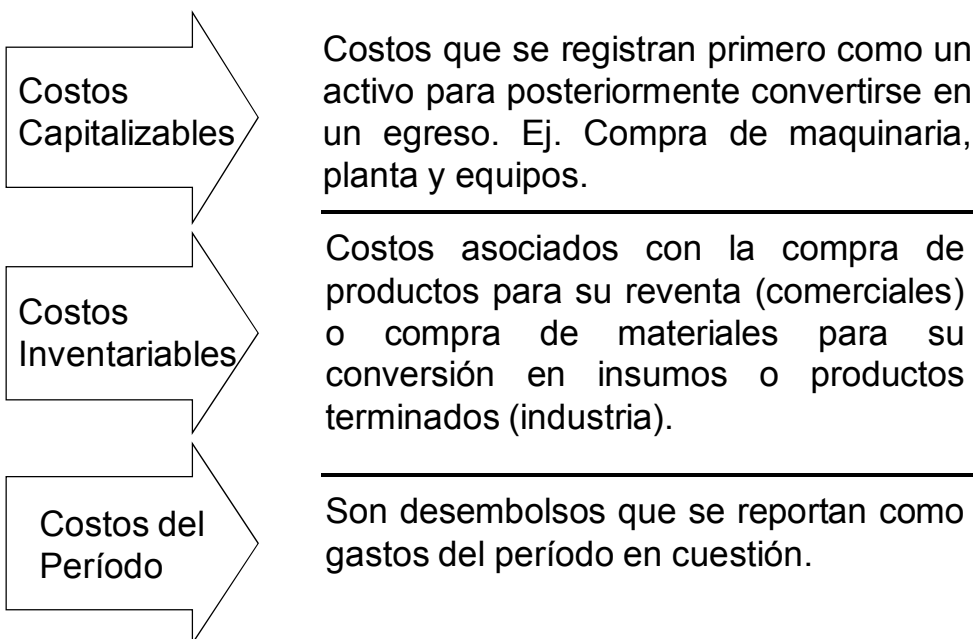 Costos
Capitalizables
Costos que se registran primero como un
activo para posteriormente convertirse en
un egreso. Ej. Compra de maquinaria,
planta y equipos.
Costos
Inventariables
Costos asociados con la compra de
productos para su reventa (comerciales)
o compra de materiales para su
conversión en insumos o productos
terminados (industria).
Costos del
Período
Son desembolsos que se reportan como
gastos del período en cuestión.